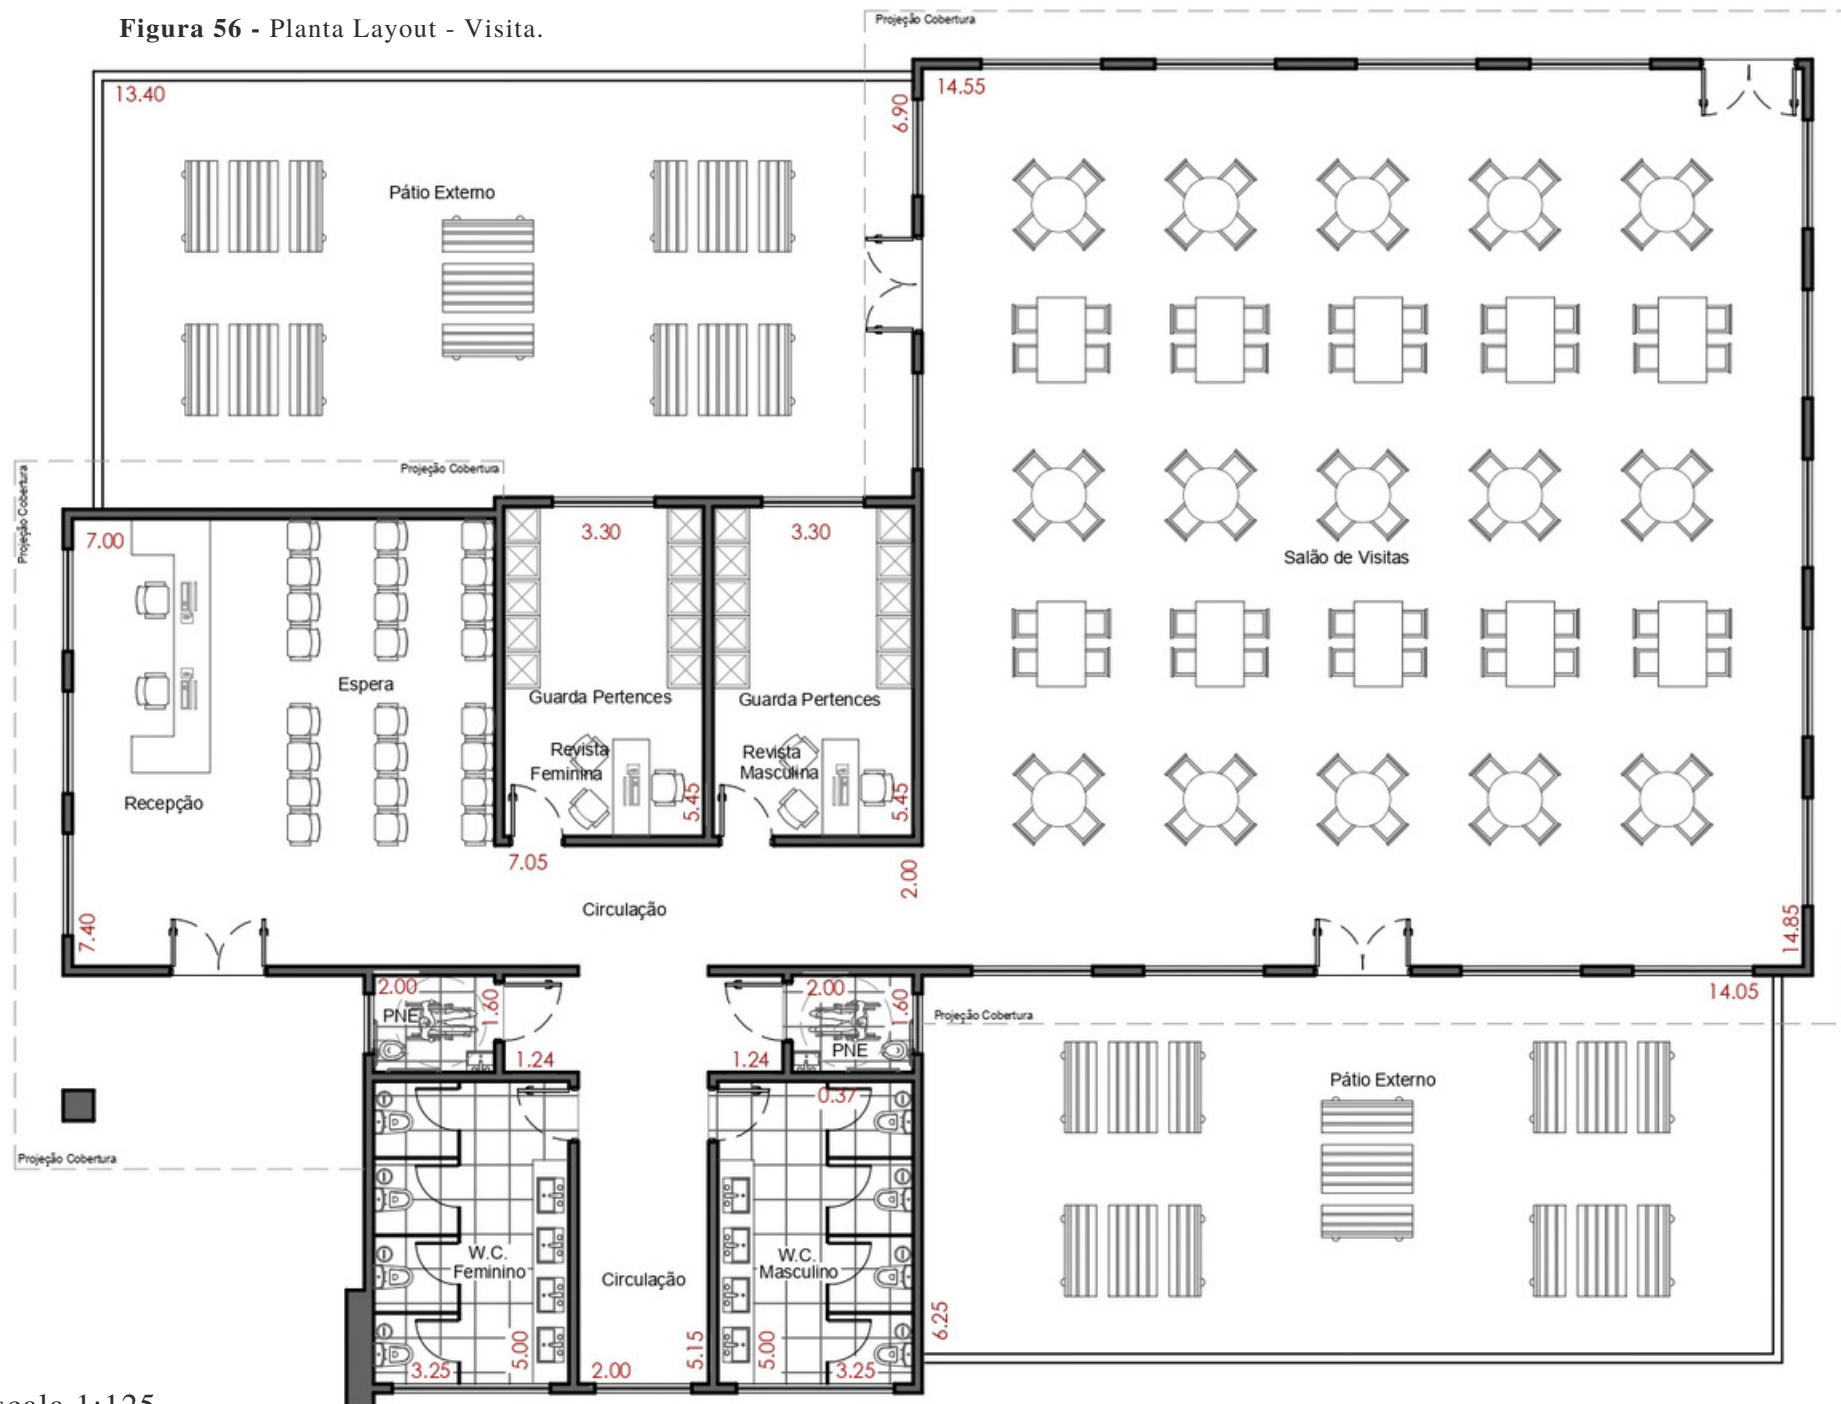 Projeção Cobertura
Figura 56 - Planta Layout - Visita.
13.40
6.90
14.55
Pátio Externo
Projeção Cobertura
Projeção Cobertura
7.00
3.30
3.30
Salão de Visitas
Espera
Guarda Pertences
Guarda Pertences
Revista
Feminina
Revista
Masculina
5.45
5.45
Recepção
7.05
2.00
Circulação
7.40
14.85
2.00
1.60
PNE
1.24
2.00
1.60
PNE
1.24
14.05
Projeção Cobertura
Pátio Externo
0.37
Projeção Cobertura
W.C.
Feminino
Circulação
W.C.
Masculino
6.25
3.25
5.00
2.00
5.15
5.00
3.25
1:125